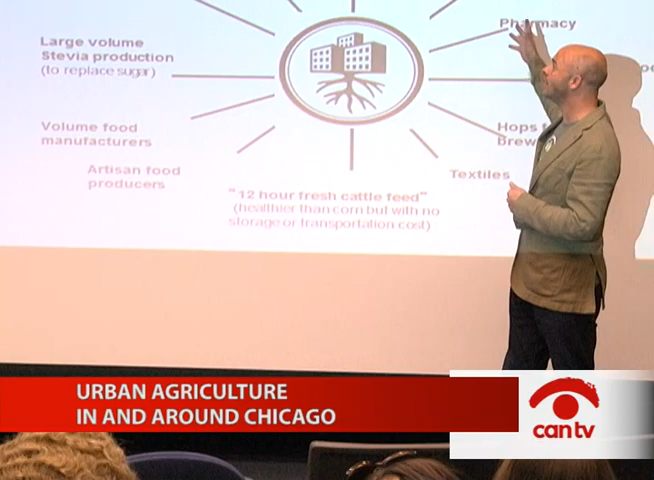 Pharmacy
Large volume
Stevia production
(to replace sugar)
Volume food
manufacturers
Hops
Artisan food
producers
Textiles
"12 hour fresh cattle feed"
(healthier than corn but with no
storage or transportation cost)
URBAN AGRICULTURE
IN AND AROUND CHICAGO
cantv